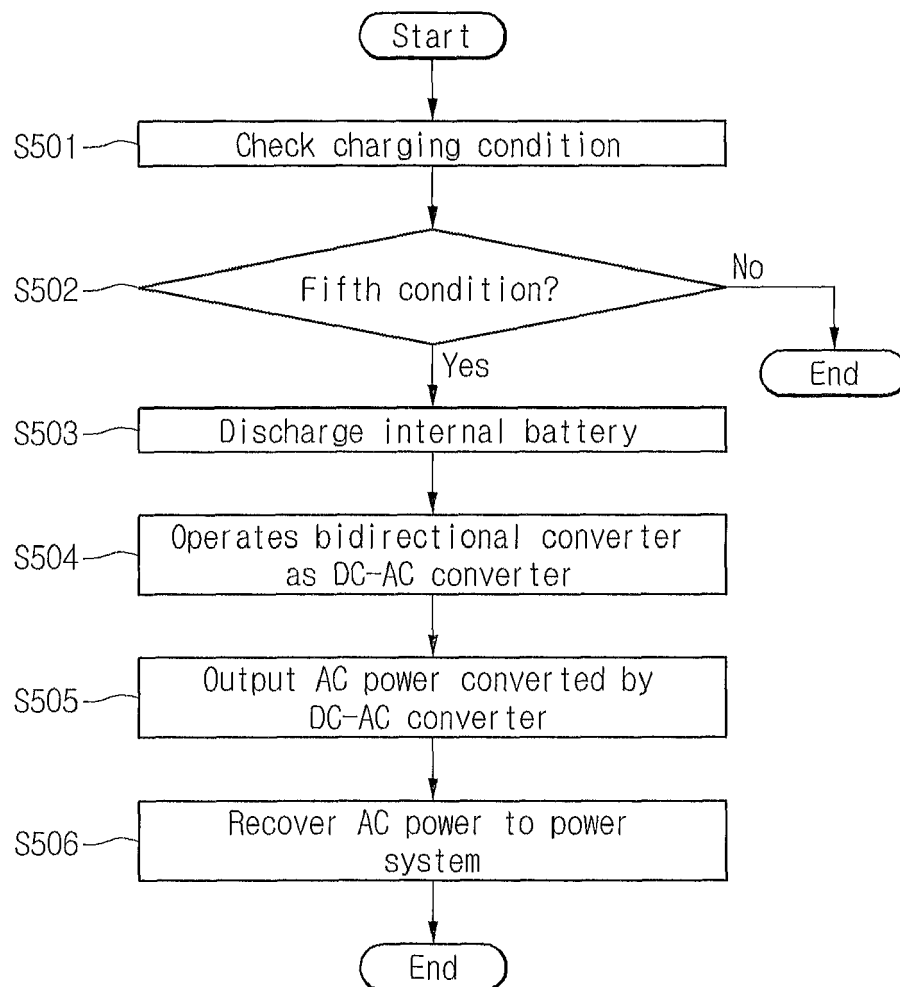 Start
S501
Check charging condition
S502
Fifth condition?
No
End
Yes
S503
Discharge internal battery
S504
Operates bidirectional converter
as DC-AC converter
S505
Output AC power converted by
DC-AC converter
S506
Recover AC power to power
system
End